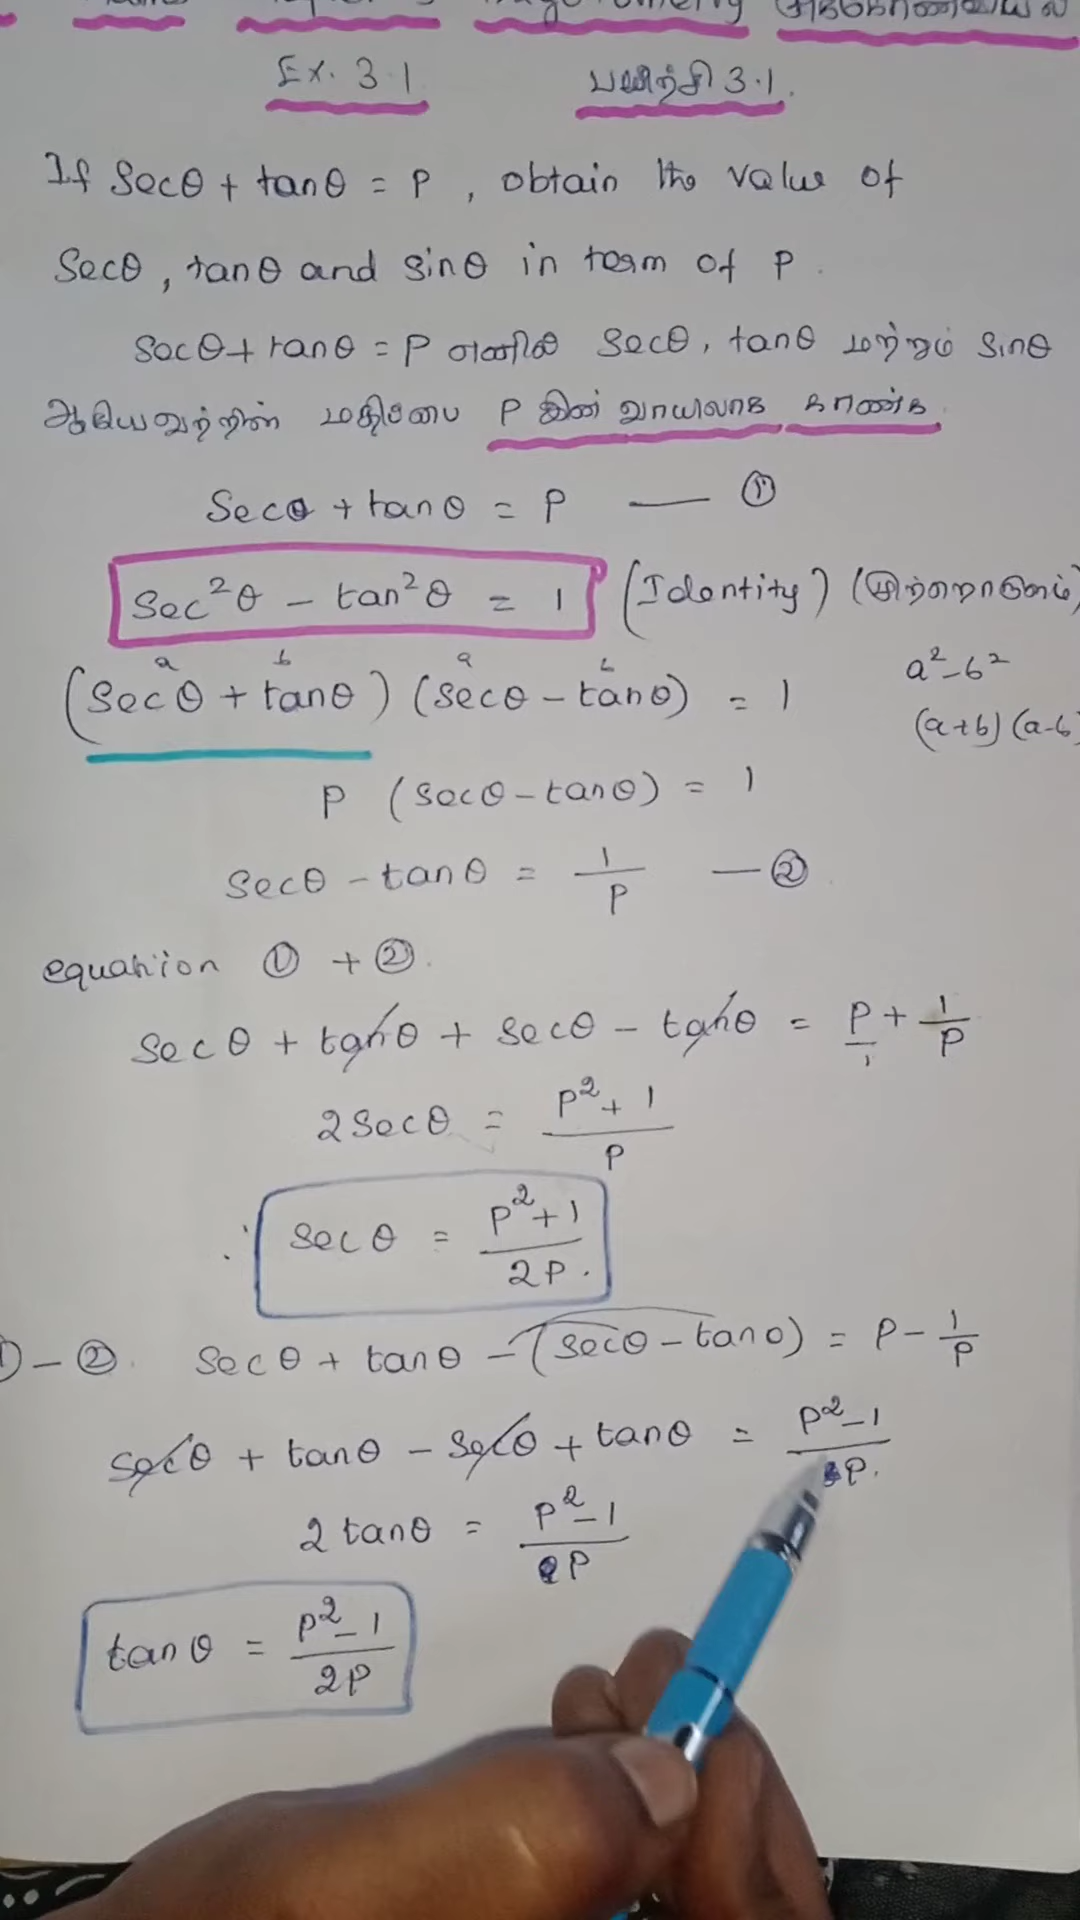 Ex. 3.1 பயிற்சி 3.1.
If secθ + tanθ = P, obtain the value of
secθ, tanθ and sinθ in term of P.
secθ + tanθ = P எனில் secθ, tanθ மற்றும் sinθ
ஆகியவற்றின் மதிப்பை P இன் வாயிலாக காண்க.
secθ + tanθ = P — ①
sec²θ - tan²θ = 1 (Identity) (முற்றொருமை)
a b a b a²-b²
(secθ + tanθ) (secθ - tanθ) = 1 (a+b) (a-b)
P (secθ - tanθ) = 1
secθ - tanθ = 1/P — ②
equation ① + ②.
secθ + tanθ + secθ - tanθ = P/1 + 1/P
2secθ = P²+1/P
∴ secθ = P²+1/2P.
① - ②. secθ + tanθ - (secθ - tanθ) = P - 1/P
secθ + tanθ - secθ + tanθ = P²-1/P.
2 tanθ = P²-1/P
tanθ = P²-1/2P